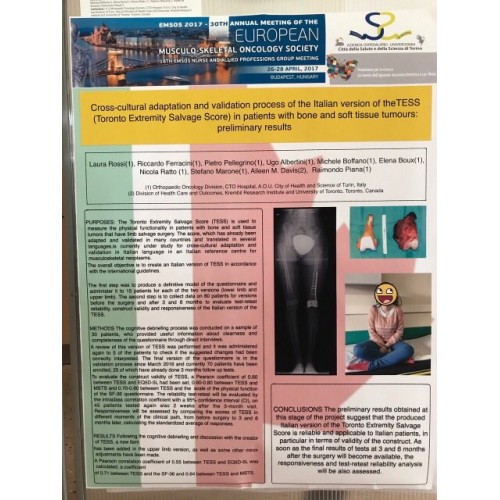 EMSOS 2017 - 30TH ANNUAL MEETING OF THE
EUROPEAN
MUSCULO-SKELETAL ONCOLOGY SOCIETY
18TH EMSOS NURSE AND ALLIED PROFESSIONS GROUP MEETING
26-28 APRIL, 2017
BUDAPEST, HUNGARY
AZIENDA OSPEDALIERO UNIVERSITARIA
Città della Salute e della Scienza di Torino
Cross-cultural adaptation and validation process of the Italian version of theTESS
(Toronto Extremity Salvage Score) in patients with bone and soft tissue tumours:
preliminary results
Laura Rossi(1), Riccardo Ferracini(1), Pietro Pellegrino(1), Ugo Albertini(1), Michele Boffano(1), Elena Boux(1),
Nicola Ratto (1), Stefano Marone(1), Aileen M. Davis(2), Raimondo Piana(1)
(1) Orthopaedic Oncology Division, CTO Hospital, A.O.U. City of Health and Science of Turin, Italy
(2) Division of Health Care and Outcomes, Krembil Research Institute and University of Toronto, Toronto, Canada
PURPOSES: The Toronto Extremity Salvage Score (TESS) is used to
measure the physical functionality in patients with bone and soft tissue
tumors that have limb salvage surgery. The score, which has already been
adapted and validated in many countries and translated in several
languages,is currently under study for cross-cultural adaptation and
validation in Italian language in an Italian reference centre for
musculoskeletal neoplasms.
The overall objective is to create an Italian version of TESS in accordance
with the international guidelines.
The first step was to produce a definitive model of the questionnaire and
administer it to 15 patients for each of the two versions (lower limb and
upper limb). The second step is to collect data on 80 patients for versions
before the surgery and after 3 and 6 months to evaluate test-retest
reliability, construct validity and responsiveness of the Italian version of the
TESS.
METHODS The cognitive debriefing process was conducted on a sample of
30 patients, who provided useful information about clearness and
completeness of the questionnaire through direct interviews.
A review of this version of TESS was performed and it was administered
again to 5 of the patients to check if the suggested changes had been
correctly interpreted. The final version of the questionnaire is in the
validation process since March 2016 and currently 70 patients have been
enrolled, 23 of which have already done 3 months follow up tests.
To evaluate the construct validity of TESS, a Pearson coefficient of 0.60
between TESS and EQ5D-5L had been set, 0.60-0.80 between TESS and
MSTS and 0.70-0.80 between TESS and the scale of the physical function
of the SF-36 questionnaire. The reliability test-retest will be evaluated by
the intraclass correlation coefficient with a 95% confidence interval (CI), on
40 patients tested again also 2 weeks after the 3-month visit.
Responsiveness will be assessed by comparing the scores of TESS in
different moments of the clinical path, from before surgery to 3 and 6
months later, calculating the standardized average of responses.
RESULTS Following the cognitive debriefing and discussion with the creator
of TESS, a new item
has been added in the upper limb version, as well as some other minor
adjustments have been made.
A Pearson correlation coefficient of 0.55 between TESS and EQ5D-5L was
calculated, a coefficient
of 0.71 between TESS and the SF-36 and 0.64 between TESS and MSTS.
CONCLUSIONS The preliminary results obtained at
this stage of the project suggest that the produced
Italian version of the Toronto Extremity Salvage
Score is reliable and applicable to Italian patients, in
particular in terms of validity of the construct. As
soon as the final results of tests at 3 and 6 months
after the surgery will become available, the
responsiveness and test-retest reliability analysis
will be also assessed.